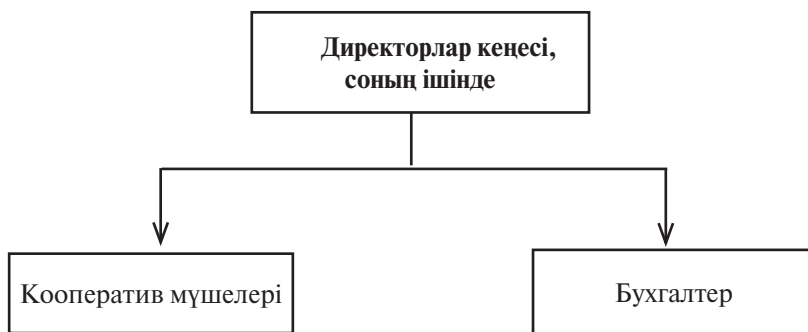 Директорлар кеңесі,
соның ішінде
Кооператив мүшелері
Бухгалтер